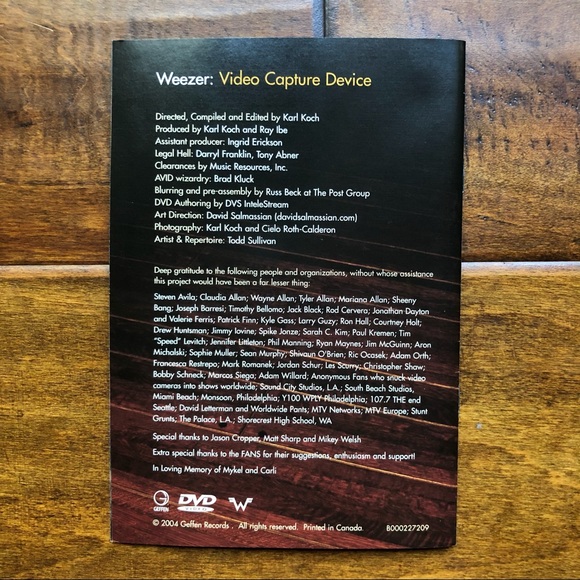 Weezer: Video Capture Device
Directed, Compiled and Edited by Karl Koch
Produced by Karl Koch and Ray Ibe
Assistant producer: Ingrid Erickson
Legal Hell: Darryl Franklin, Tony Abner
Clearances by Music Resources, Inc.
AVID wizardry: Brad Kluck
Blurring and pre-assembly by Russ Beck at The Post Group
DVD Authoring by DVS InteleStream
Art Direction: David Salmassian (davidsalmassian.com)
Photography: Karl Koch and Cielo Roth-Calderon
Artist & Repertoire: Todd Sullivan
Deep gratitude to the following people and organizations, without whose assistance
this project would have been a far lesser thing:
Steven Avila; Claudia Allan; Wayne Allan; Tyler Allan; Mariana Allan; Sheeny
Bang; Joseph Barresi; Timothy Bellomo; Jack Black; Rod Cervera; Jonathan Dayton
and Valerie Ferris; Patrick Finn; Kyle Gass; Larry Guzy; Ron Hall; Courtney Holt;
Drew Huntsman; Jimmy Iovine; Spike Jonze; Sarah C. Kim; Paul Kremen; Tim
"Speed" Levitch; Jennifer Littleton; Phil Manning; Ryan Maynes; Jim McGuinn; Aron
Michalski; Sophie Muller; Sean Murphy; Shivaun O'Brien; Ric Ocasek; Adam Orth;
Francesca Restrepo; Mark Romanek; Jordan Schur; Les Scurry; Christopher Shaw;
Bobby Schneck; Marcos Siega; Adam Willard; Anonymous Fans who snuck video
cameras into shows worldwide; Sound City Studios, L.A.; South Beach Studios,
Miami Beach; Monsoon, Philadelphia; Y100 WPLY Philadelphia; 107.7 THE end
Seattle; David Letterman and Worldwide Pants; MTV Networks; MTV Europe; Stunt
Grunts, The Palace, L.A.; Shorecrest High School, WA
Special thanks to Jason Cropper, Matt Sharp and Mikey Welsh
Extra special thanks to the FANS for their suggestions, enthusiasm and support!
In Loving Memory of Mykel and Carli
GEFFEN DVD W
© 2004 Geffen Records . All rights reserved. Printed in Canada. B000227209